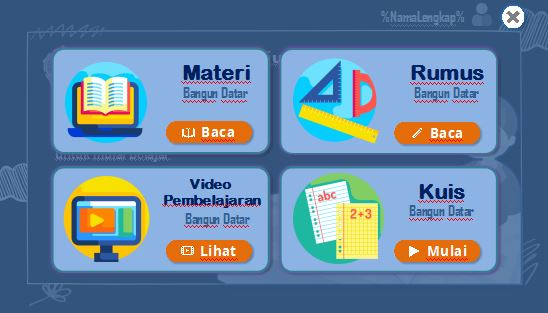 %NamaLengkap%
Materi
Bangun Datar
Baca
Rumus
Bangun Datar
Baca
Video
Pembelajaran
Bangun Datar
Lihat
abc
2+3
Kuis
Bangun Datar
Mulai